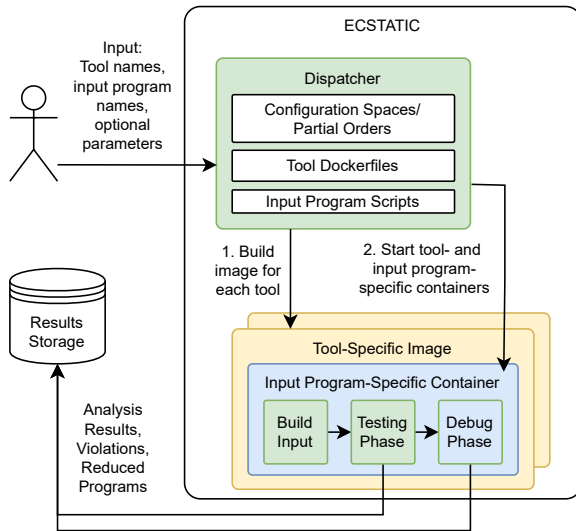 ECSTATIC
Input:
Tool names,
input program
names,
optional
parameters
Dispatcher
Configuration Spaces/
Partial Orders
Tool Dockerfiles
Input Program Scripts
1. Build
image for
each tool
2. Start tool- and
input program-
specific containers
Results
Storage
Tool-Specific Image
Input Program-Specific Container
Build
Input
Testing
Phase
Debug
Phase
Analysis
Results,
Violations,
Reduced
Programs